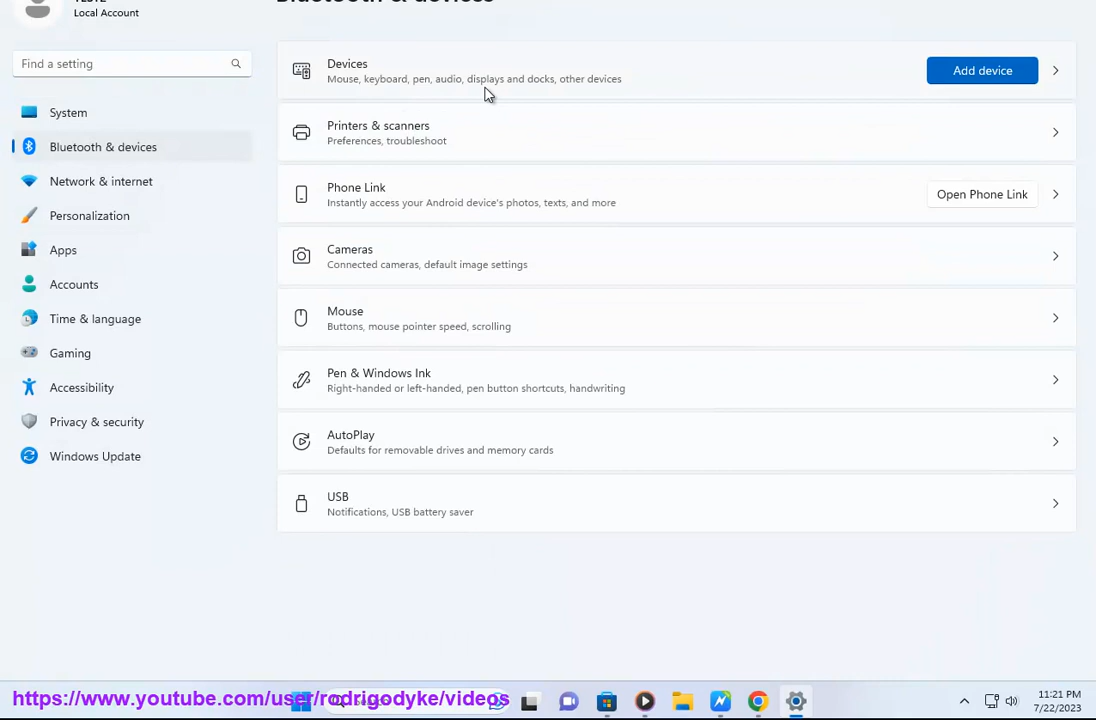 Local Account
Find a setting
System
Bluetooth & devices
Network & internet
Personalization
Apps
Accounts
Time & language
Gaming
Accessibility
Privacy & security
Windows Update
Bluetooth & devices
Devices
Mouse, keyboard, pen, audio, displays and docks, other devices
Add device
Printers & scanners
Preferences, troubleshoot
Phone Link
Instantly access your Android device's photos, texts, and more
Open Phone Link
Cameras
Connected cameras, default image settings
Mouse
Buttons, mouse pointer speed, scrolling
Pen & Windows Ink
Right-handed or left-handed, pen button shortcuts, handwriting
AutoPlay
Defaults for removable drives and memory cards
USB
Notifications, USB battery saver
https://www.youtube.com/user/rodrigodyke/videos
11:21 PM
7/22/2023